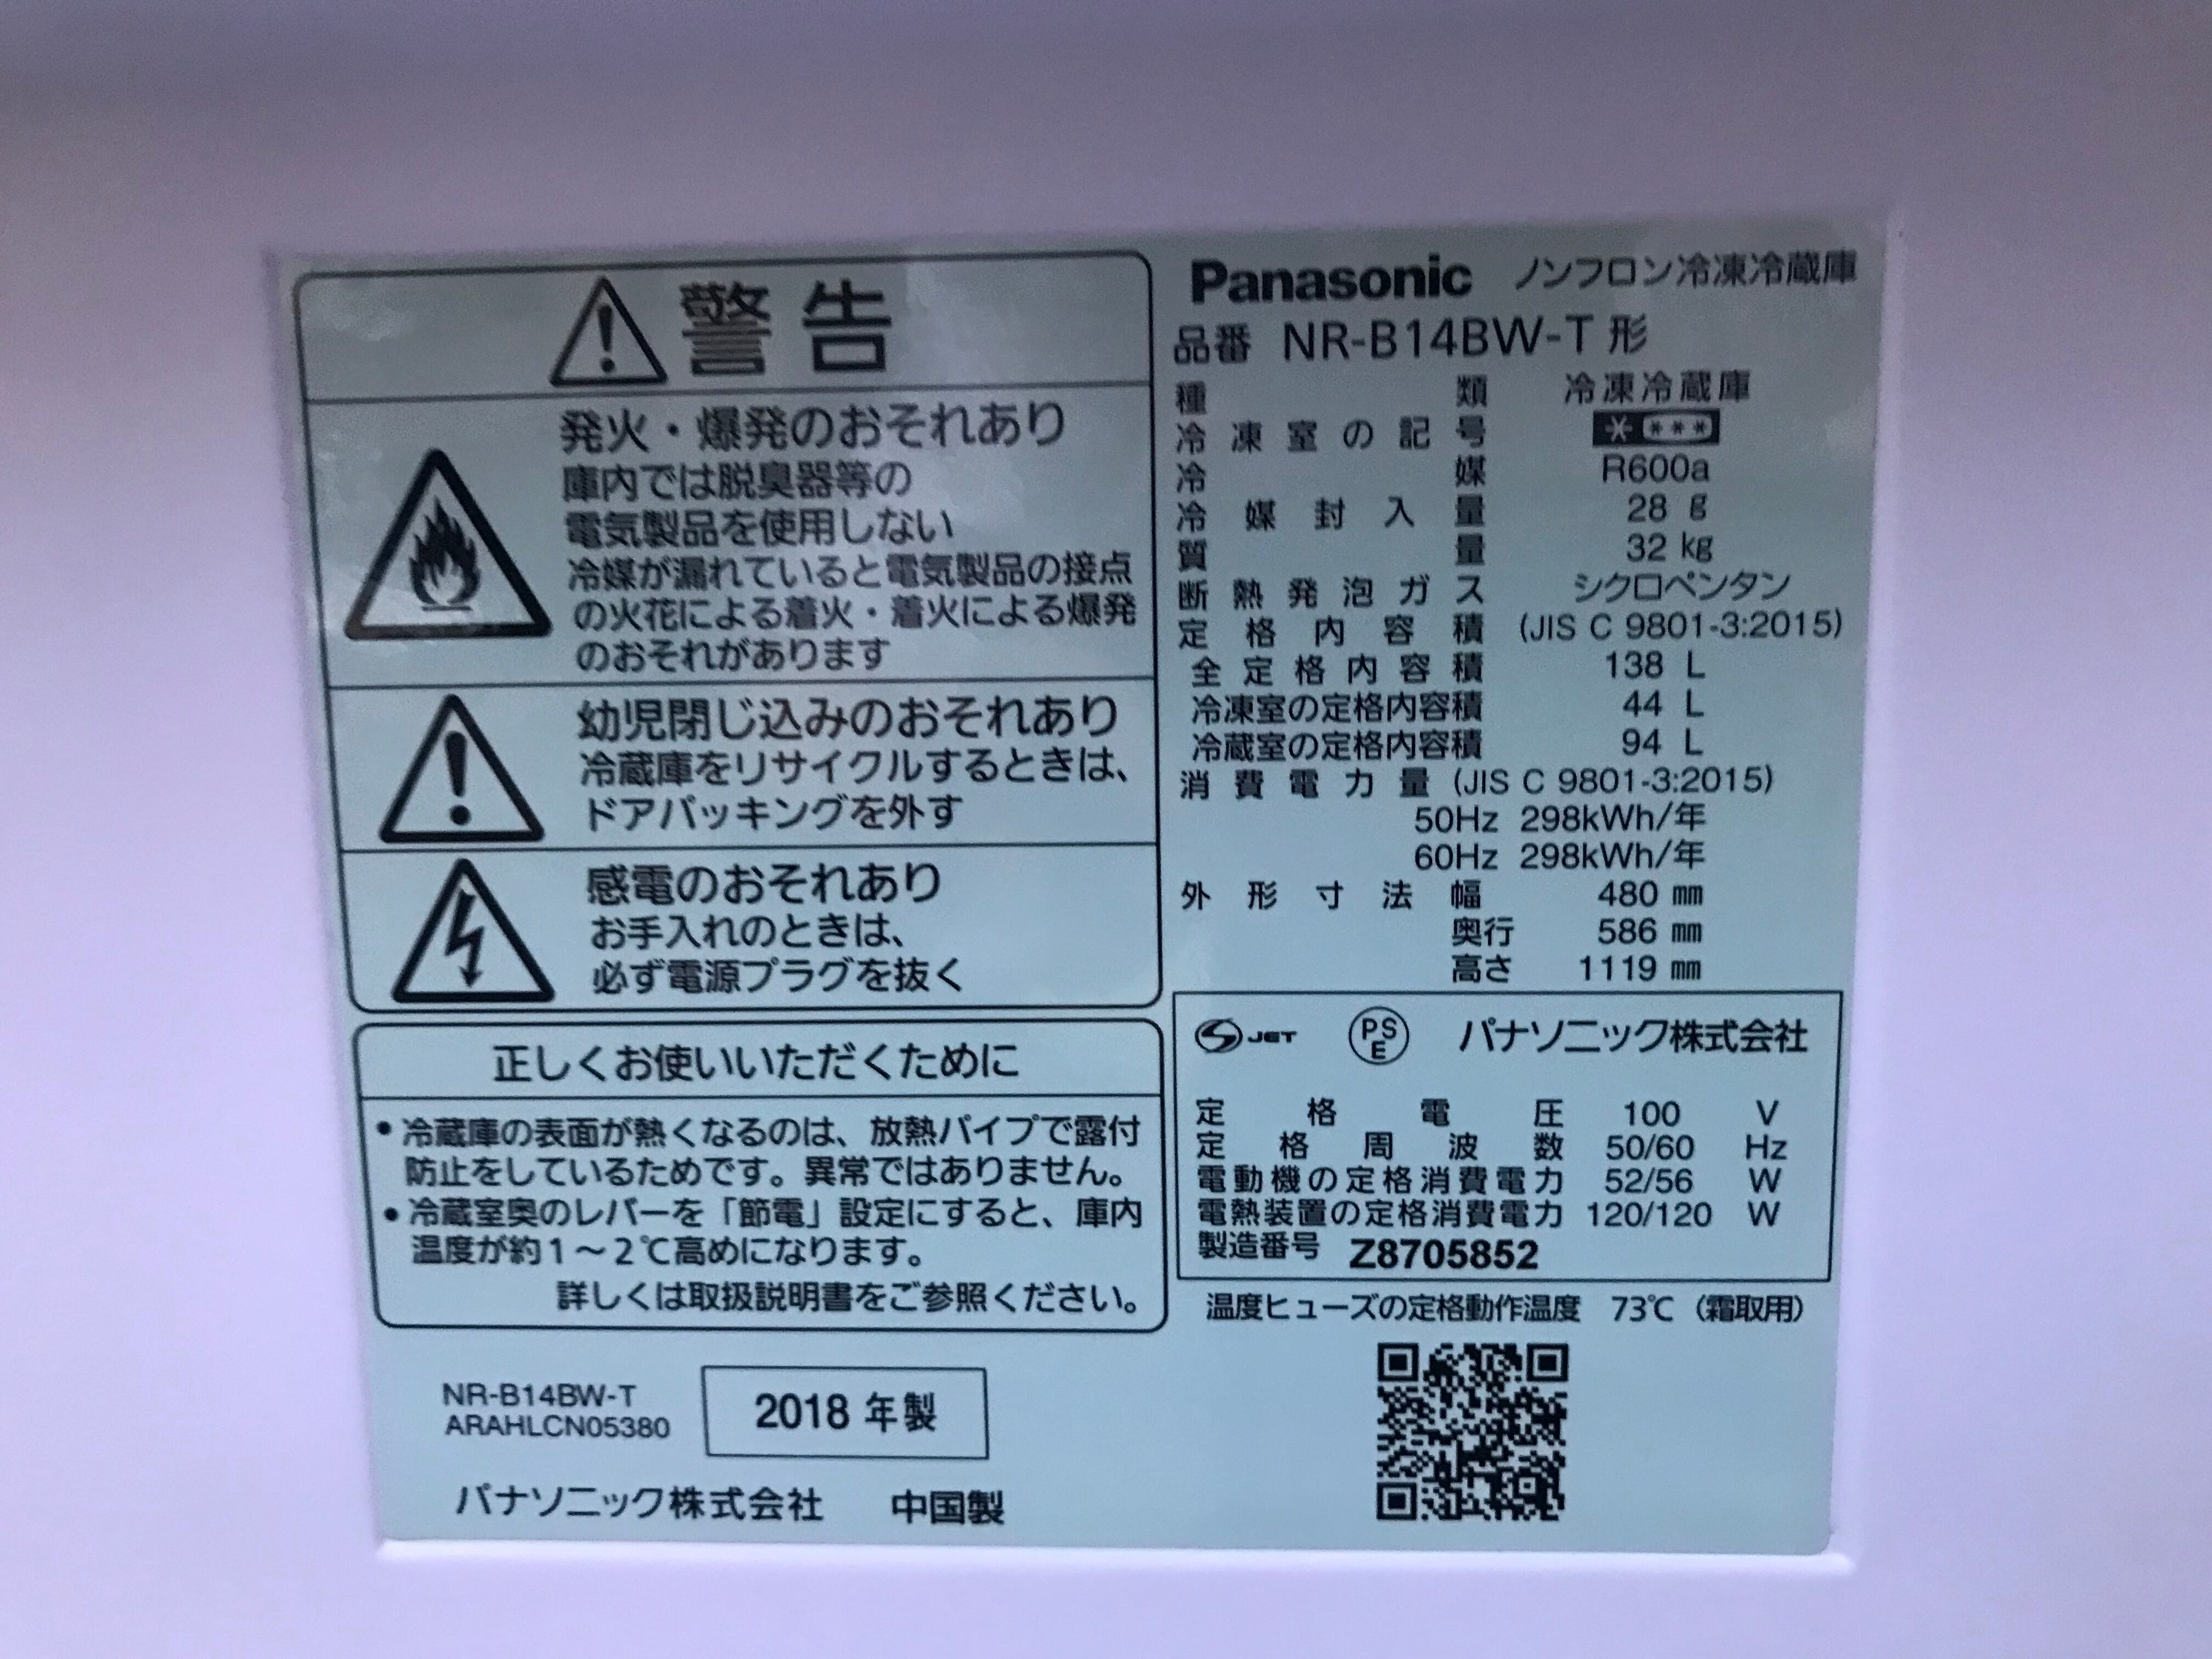 警告
発火・爆発のおそれあり
庫内では脱臭器等の
電気製品を使用しない
冷媒が漏れていると電気製品の接点
の火花による着火・着火による爆発
のおそれがあります
幼児閉じ込みのおそれあり
冷蔵庫をリサイクルするときは、
ドアパッキングを外す
感電のおそれあり
お手入れのときは、
必ず電源プラグを抜く
正しくお使いいただくために
•冷蔵庫の表面が熱くなるのは、放熱パイプで露付
防止をしているためです。異常ではありません。
•冷蔵室奥のレバーを「節電」設定にすると、庫内
温度が約1～2℃高めになります。
詳しくは取扱説明書をご参照ください。
NR-B14BW-T
ARAHLCN05380
2018年製
パナソニック株式会社 中国製
Panasonic ノンフロン冷凍冷蔵庫
品番 NR-B14BW-T形
種類 冷凍冷蔵庫
冷凍室の記号 * ***
冷媒 R600a
冷媒封入量 28 g
質量 32 kg
断熱発泡ガス シクロペンタン
定格内容積 (JIS C 9801-3:2015)
全定格内容積 138 L
冷凍室の定格内容積 44 L
冷蔵室の定格内容積 94 L
消費電力量 (JIS C 9801-3:2015)
50Hz 298kWh/年
60Hz 298kWh/年
外形寸法 幅 480 mm
奥行 586 mm
高さ 1119 mm
S JET PS E パナソニック株式会社
定格電圧 100 V
定格周波数 50/60 Hz
電動機の定格消費電力 52/56 W
電熱装置の定格消費電力 120/120 W
製造番号 Z8705852
温度ヒューズの定格動作温度 73℃ (霜取用)